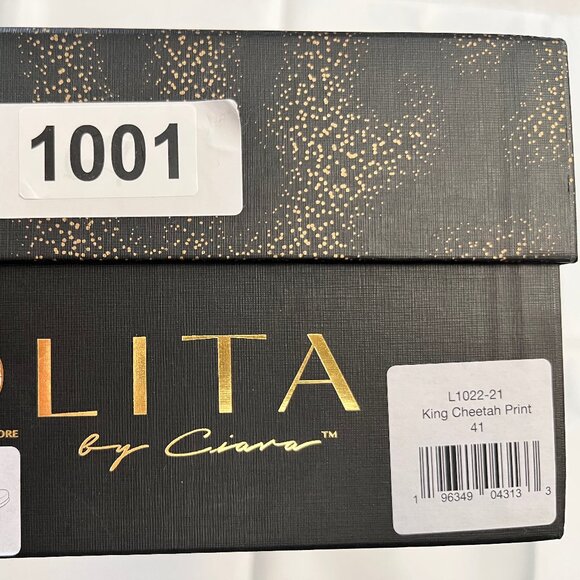 1001
LITA
by Ciara™
L1022-21
King Cheetah Print
41
1 96349 04313 3